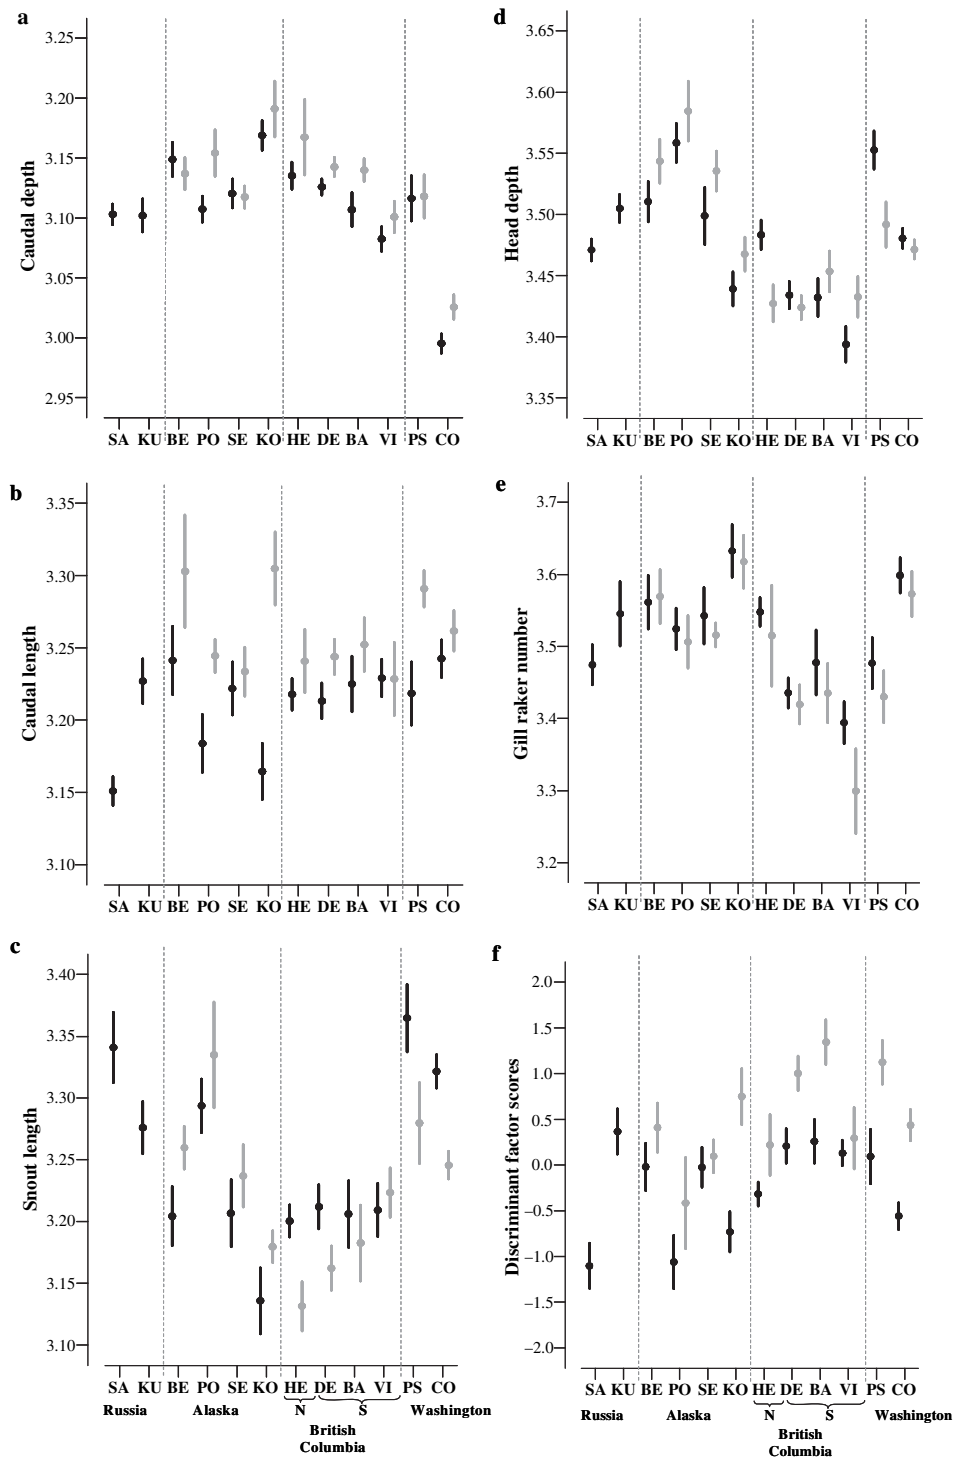 a
Caudal depth
3.25
3.20
3.15
3.10
3.05
3.00
2.95
SA KU BE PO SE KO HE DE BA VI PS CO
d
Head depth
3.65
3.60
3.55
3.50
3.45
3.40
3.35
SA KU BE PO SE KO HE DE BA VI PS CO
b
Caudal length
3.35
3.30
3.25
3.20
3.15
3.10
SA KU BE PO SE KO HE DE BA VI PS CO
e
Gill raker number
3.7
3.6
3.5
3.4
3.3
3.2
SA KU BE PO SE KO HE DE BA VI PS CO
c
Snout length
3.40
3.35
3.30
3.25
3.20
3.15
3.10
SA KU BE PO SE KO HE DE BA VI PS CO
Russia Alaska N S Washington
British
Columbia
f
Discriminant factor scores
2.0
1.5
1.0
0.5
0.0
−0.5
−1.0
−1.5
−2.0
SA KU BE PO SE KO HE DE BA VI PS CO
Russia Alaska N S Washington
British
Columbia